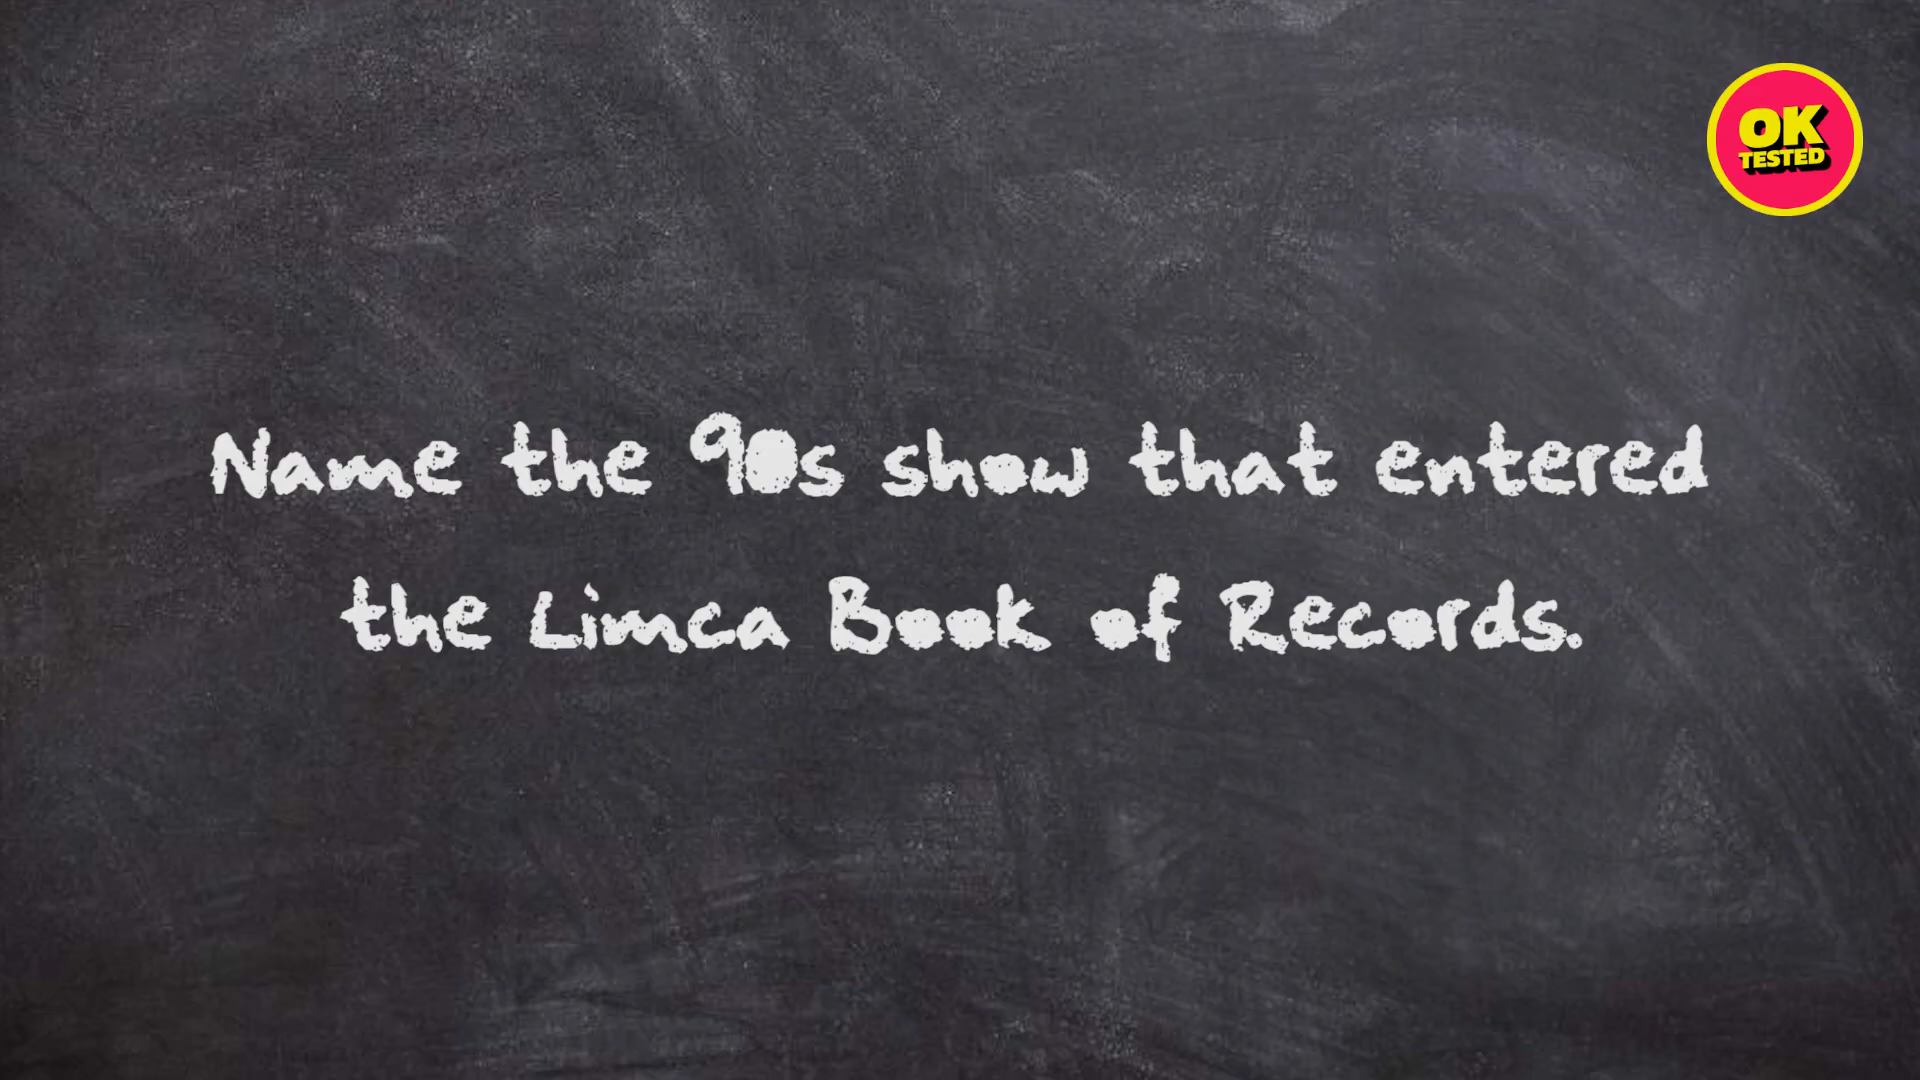 OK
TESTED
Name the 90s show that entered
the Limca Book of Records.